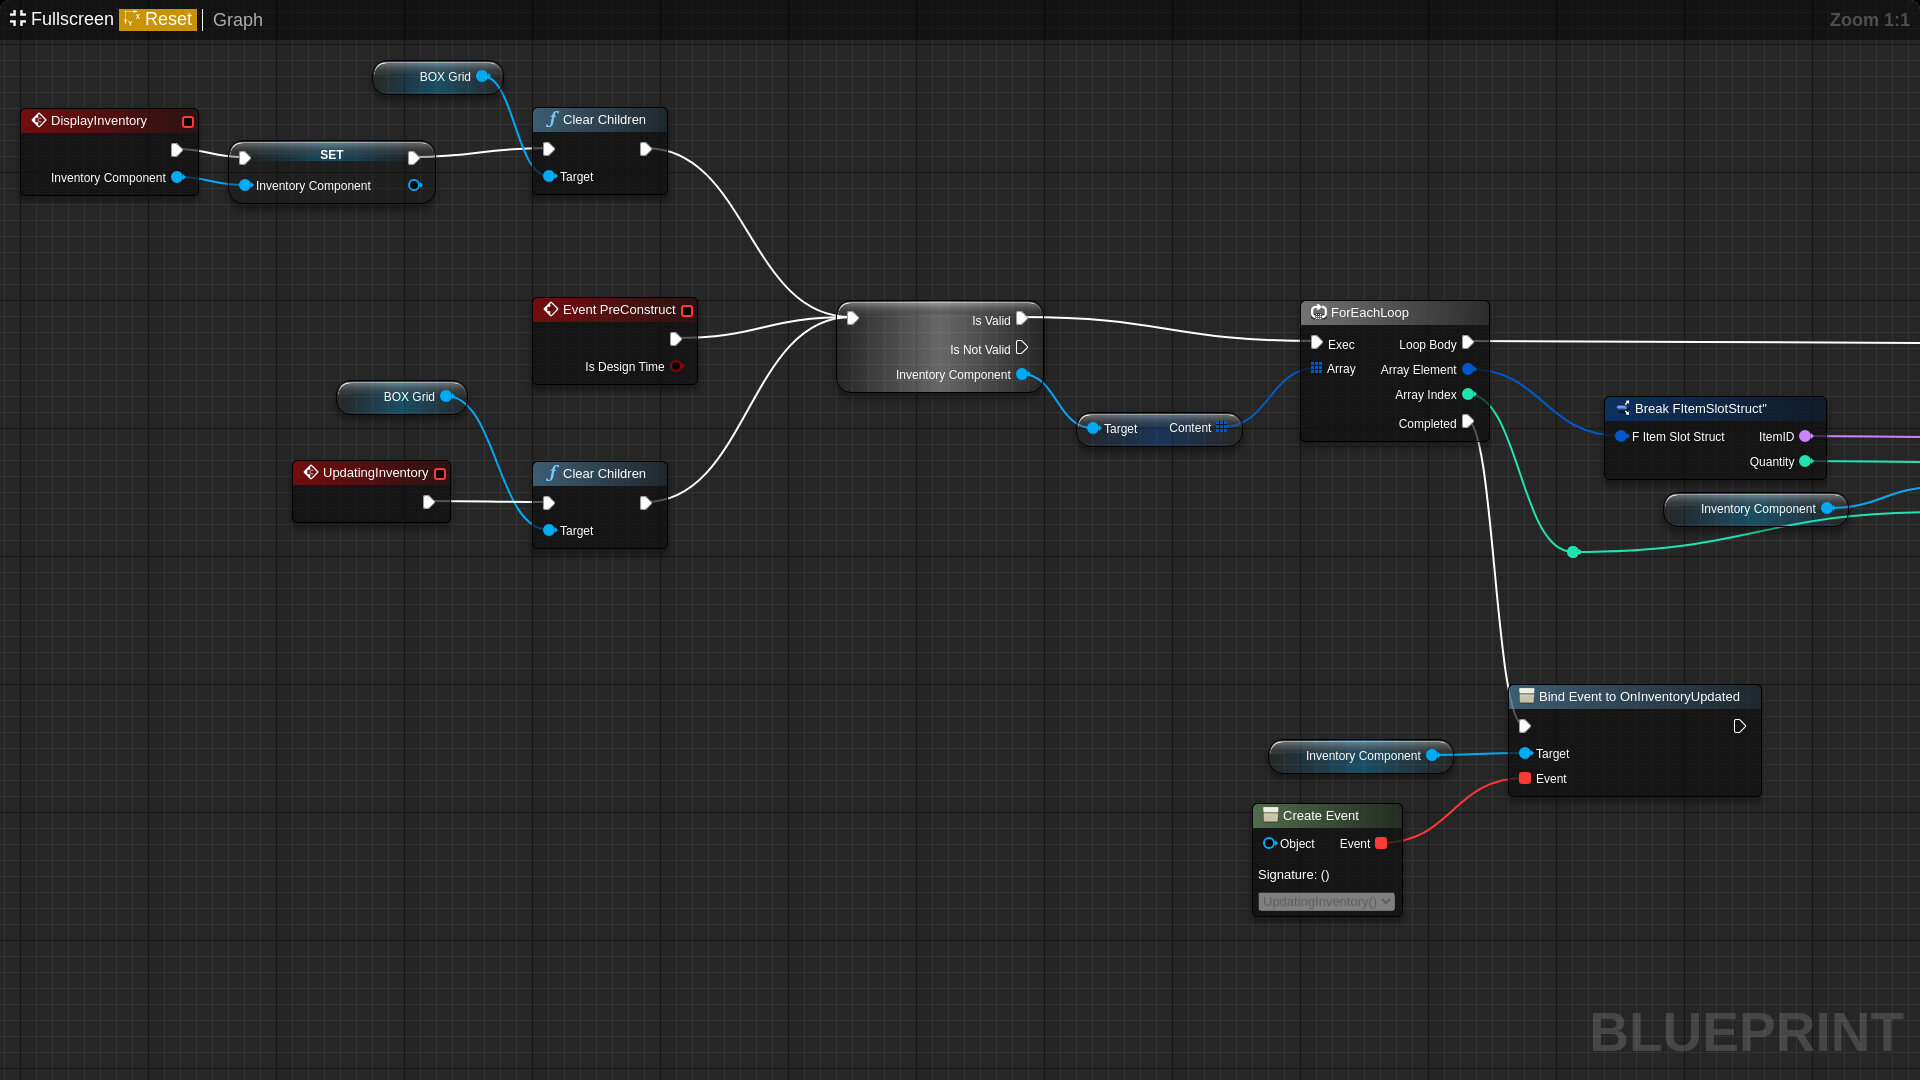 Fullscreen Reset Graph Zoom 1:1
BOX Grid
DisplayInventory
Inventory Component
SET
Inventory Component
Clear Children
Target
Event PreConstruct
Is Design Time
BOX Grid
UpdatingInventory
Clear Children
Target
Is Valid
Is Not Valid
Inventory Component
Target Content
ForEachLoop
Exec Loop Body
Array Array Element
Array Index
Completed
Break FItemSlotStruct"
F Item Slot Struct ItemID
Quantity
Inventory Component
Bind Event to OnInventoryUpdated
Target
Event
Inventory Component
Create Event
Object Event
Signature: ()
UpdatingInventory()
BLUEPRINT